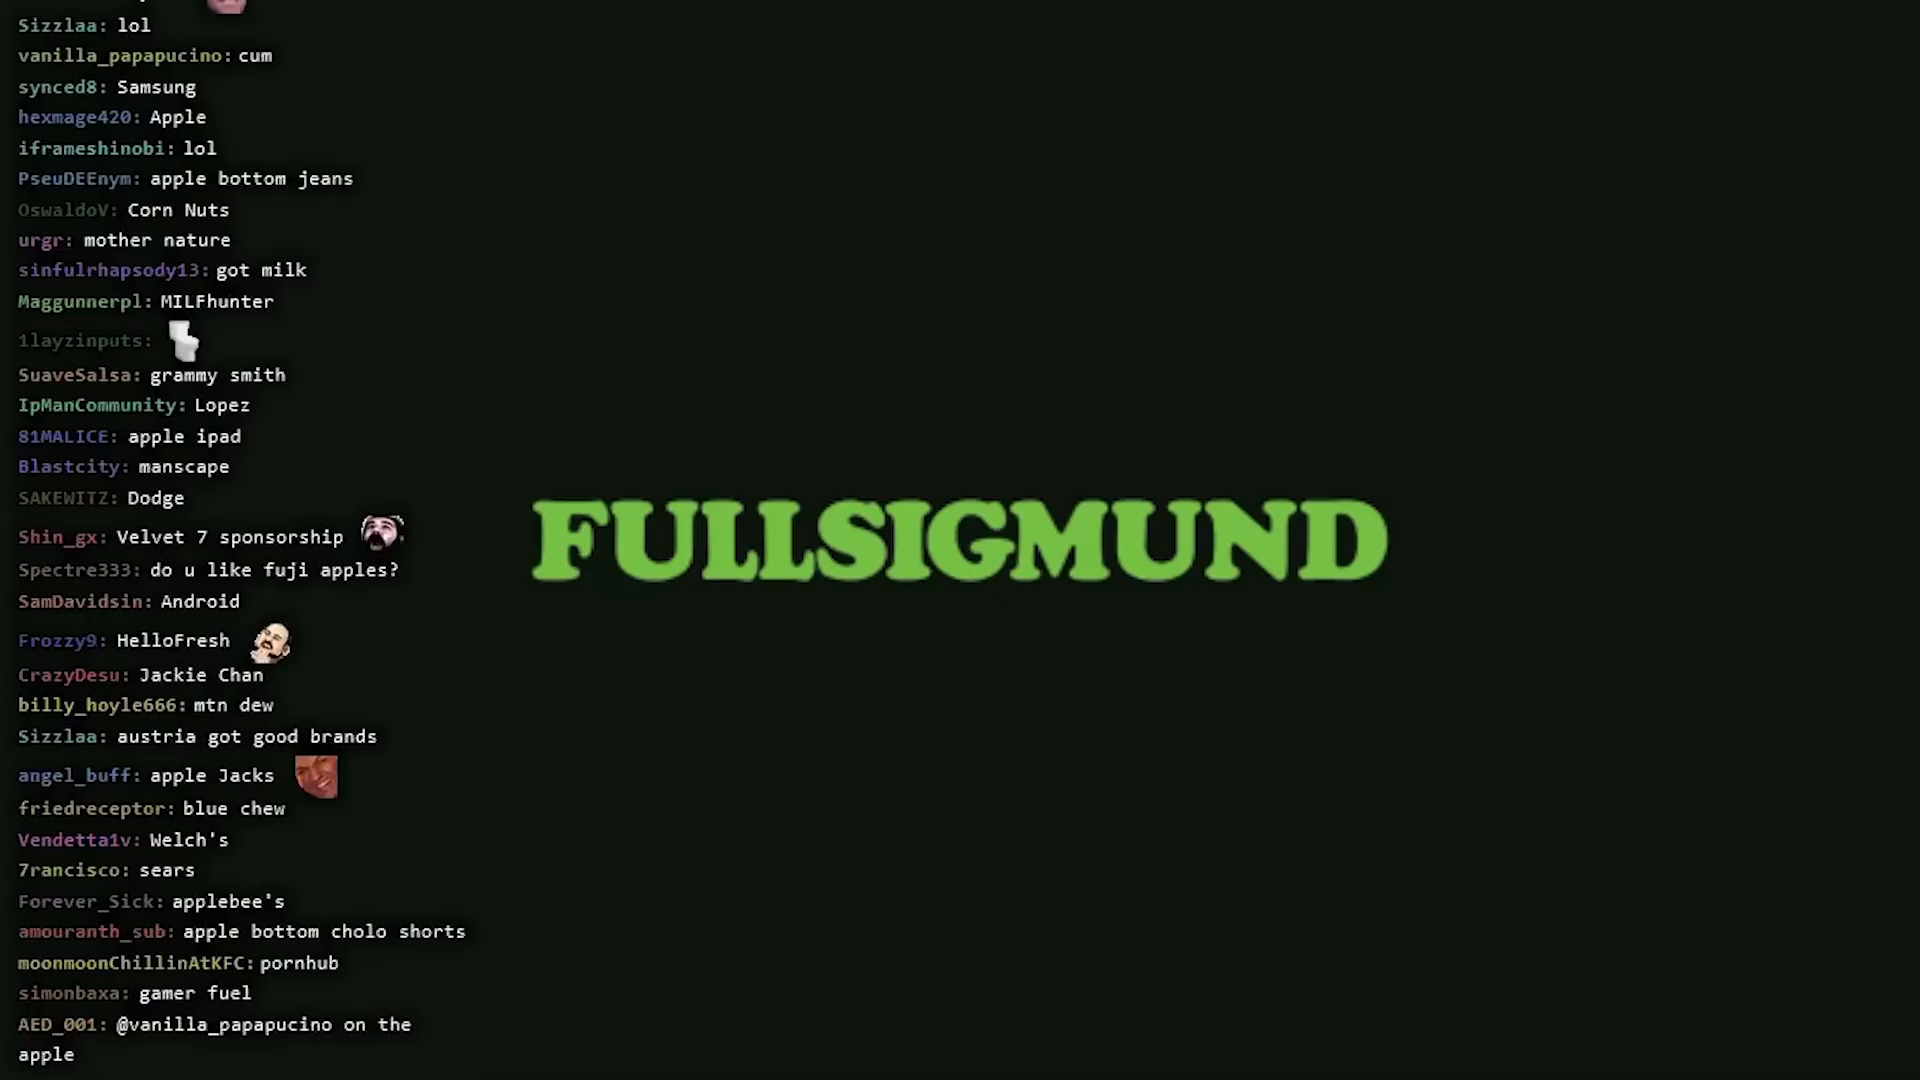 Sizzlaa: lol
vanilla_papapucino: cum
synced8: Samsung
hexmage420: Apple
iframeshinobi: lol
PseuDEEnym: apple bottom jeans
OswaldoV: Corn Nuts
urgr: mother nature
sinfulrhapsody13: got milk
Maggunnerpl: MILFhunter
1layzinputs:
SuaveSalsa: grammy smith
IpManCommunity: Lopez
81MALICE: apple ipad
Blastcity: manscape
SAKEWITZ: Dodge
Shin_gx: Velvet 7 sponsorship
Spectre333: do u like fuji apples?
SamDavidsin: Android
Frozzy9: HelloFresh
CrazyDesu: Jackie Chan
billy_hoyle666: mtn dew
Sizzlaa: austria got good brands
angel_buff: apple Jacks
friedreceptor: blue chew
Vendetta1v: Welch's
7rancisco: sears
Forever_Sick: applebee's
amouranth_sub: apple bottom cholo shorts
moonmoonChillinAtKFC: pornhub
simonbaxa: gamer fuel
AED_001: @vanilla_papapucino on the
apple
FULLSIGMUND